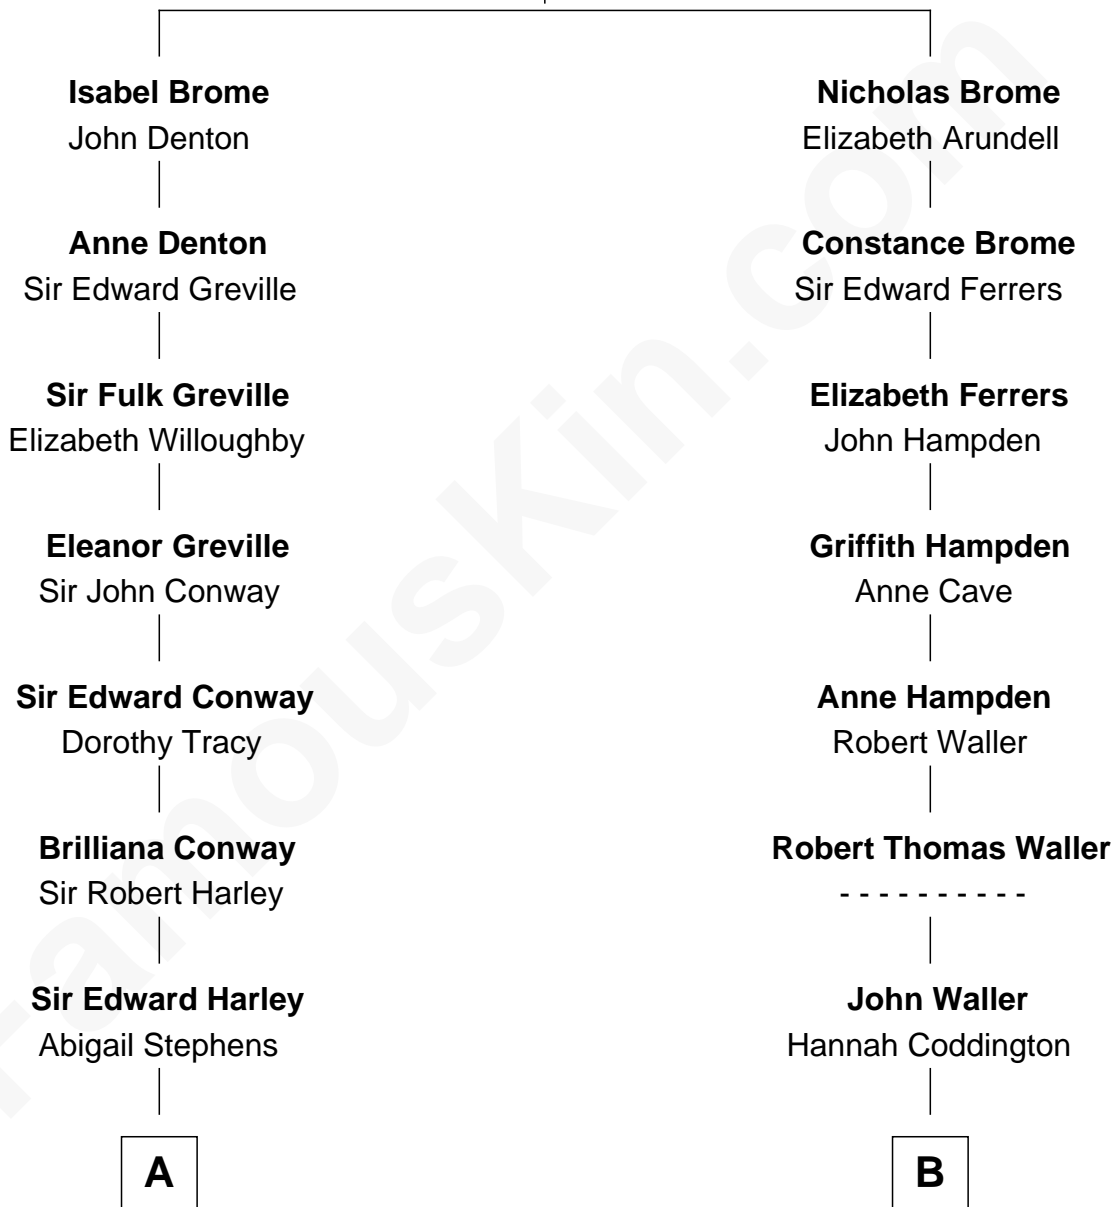 Isabel Brome
John Denton
Nicholas Brome
Elizabeth Arundell
Anne Denton
Sir Edward Greville
Constance Brome
Sir Edward Ferrers
Sir Fulk Greville
Elizabeth Willoughby
Elizabeth Ferrers
John Hampden
Eleanor Greville
Sir John Conway
Griffith Hampden
Anne Cave
Sir Edward Conway
Dorothy Tracy
Anne Hampden
Robert Waller
Brilliana Conway
Sir Robert Harley
Robert Thomas Waller
- - - - - - - - - -
Sir Edward Harley
Abigail Stephens
John Waller
Hannah Coddington
A
B
FamousKin.com